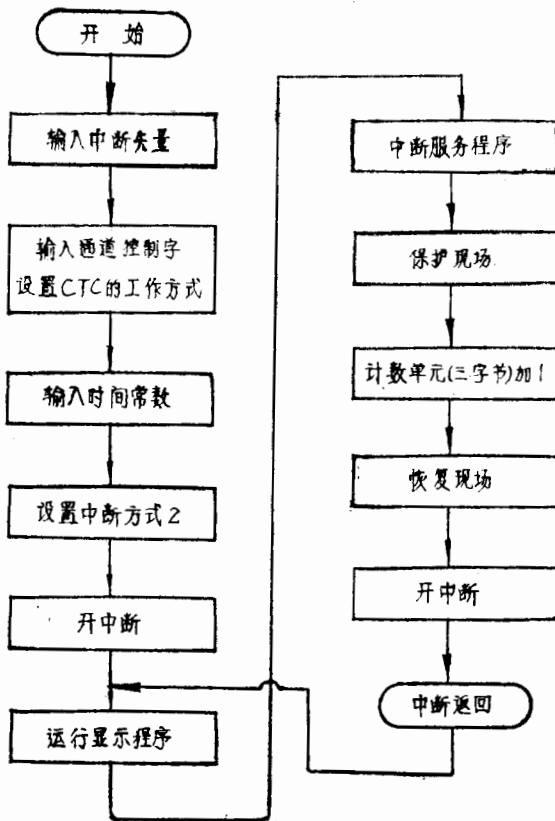 开始
输入中断矢量
输入通道控制字
设置CTC的工作方式
输入时间常数
设置中断方式2
开中断
运行显示程序
中断服务程序
保护现场
计数单元(三字节)加1
恢复现场
开中断
中断返回